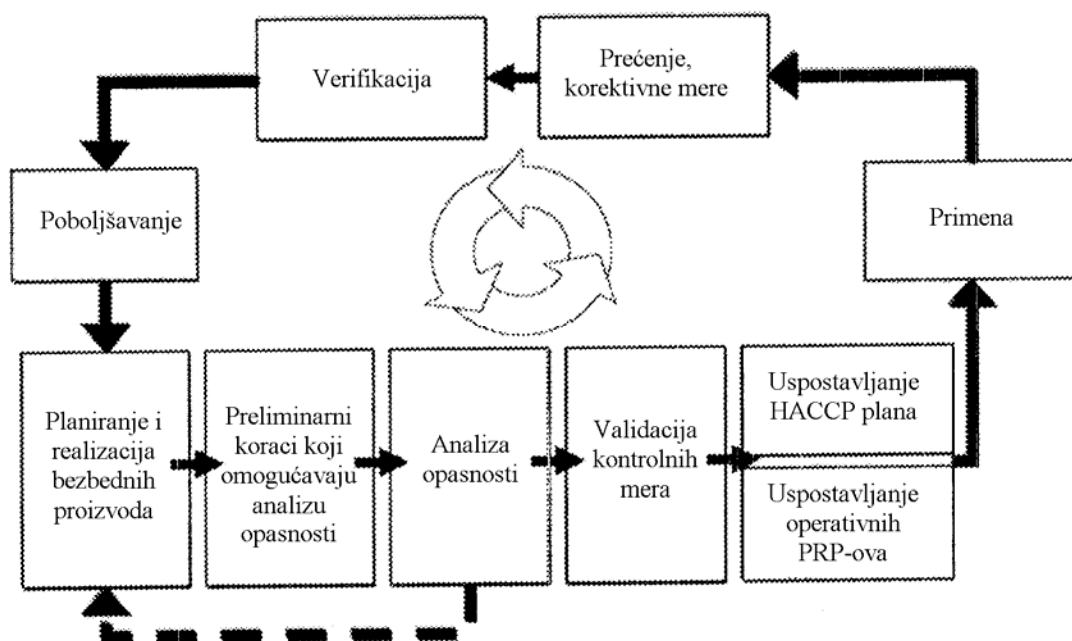 Verifikacija
Prećenje,
korektivne mere
Poboljšavanje
Primena
Planiranje i
realizacija
bezbednih
proizvoda
Preliminarni
koraci koji
omogućavaju
analizu
opasnosti
Analiza
opasnosti
Validacija
kontrolnih
mera
Uspostavljanje
HACCP plana
Uspostavljanje
operativnih
PRP-ova